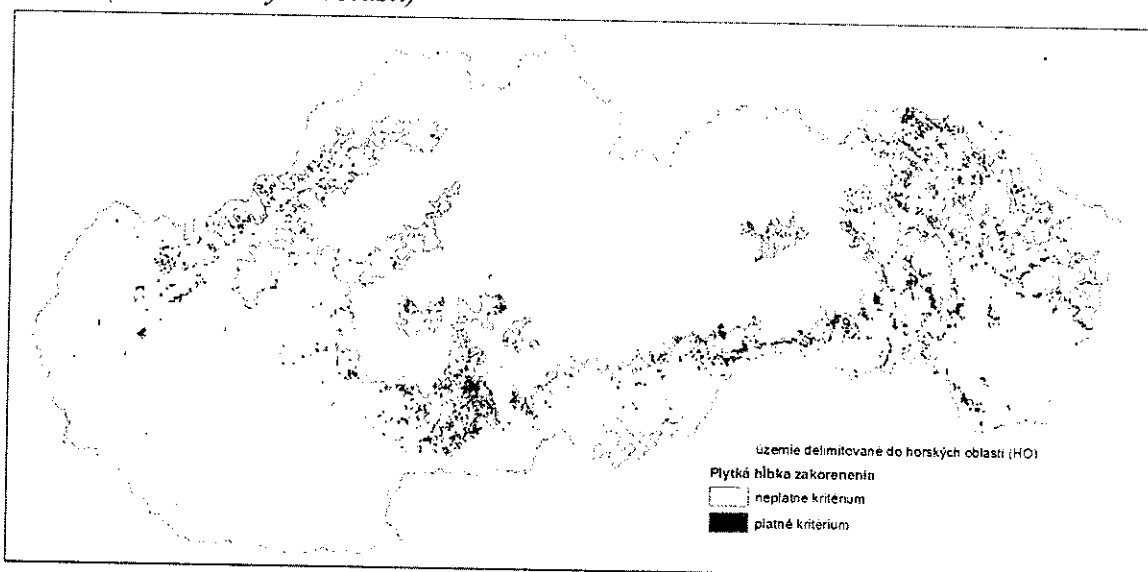 územie delimitované do horských oblastí (HO)
Plytká hĺbka zakorenenia
neplatné kritérium
platné kritérium